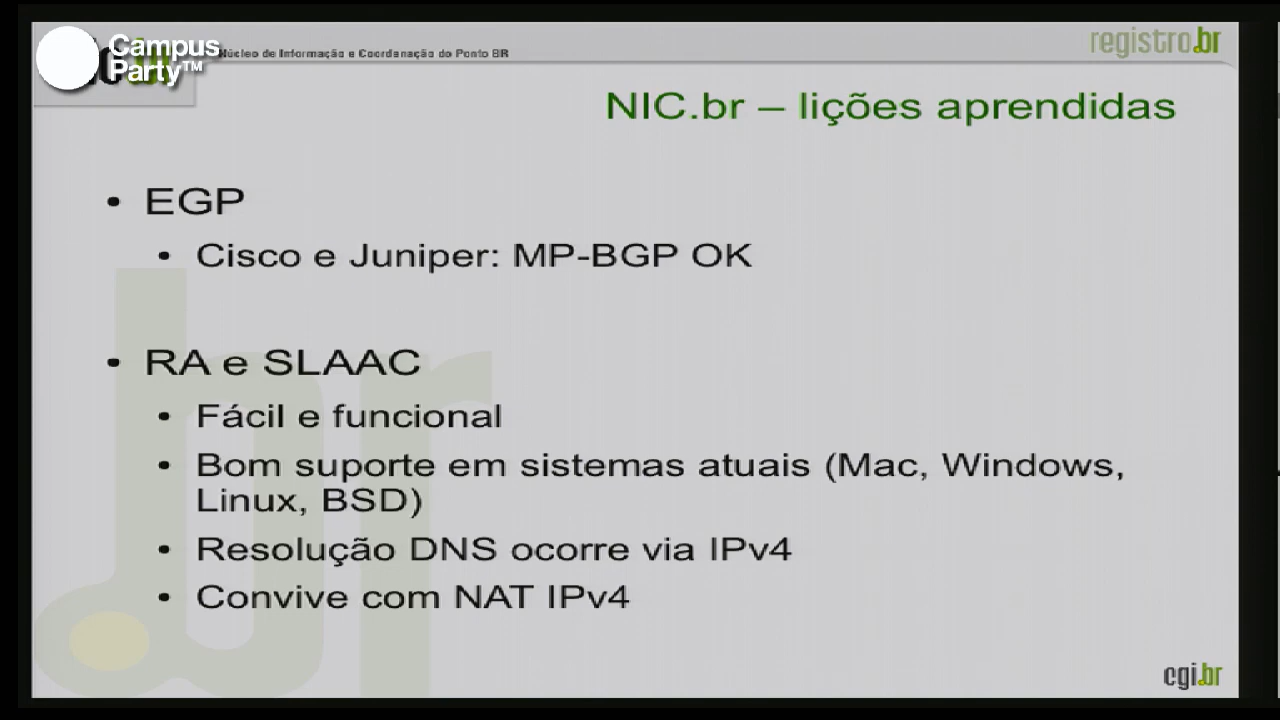 Campus
Party™
Núcleo de Informação e Coordenação do Ponto BR
registro.br
NIC.br – lições aprendidas
• EGP
• Cisco e Juniper: MP-BGP OK
• RA e SLAAC
• Fácil e funcional
• Bom suporte em sistemas atuais (Mac, Windows,
Linux, BSD)
• Resolução DNS ocorre via IPv4
• Convive com NAT IPv4
cgi.br